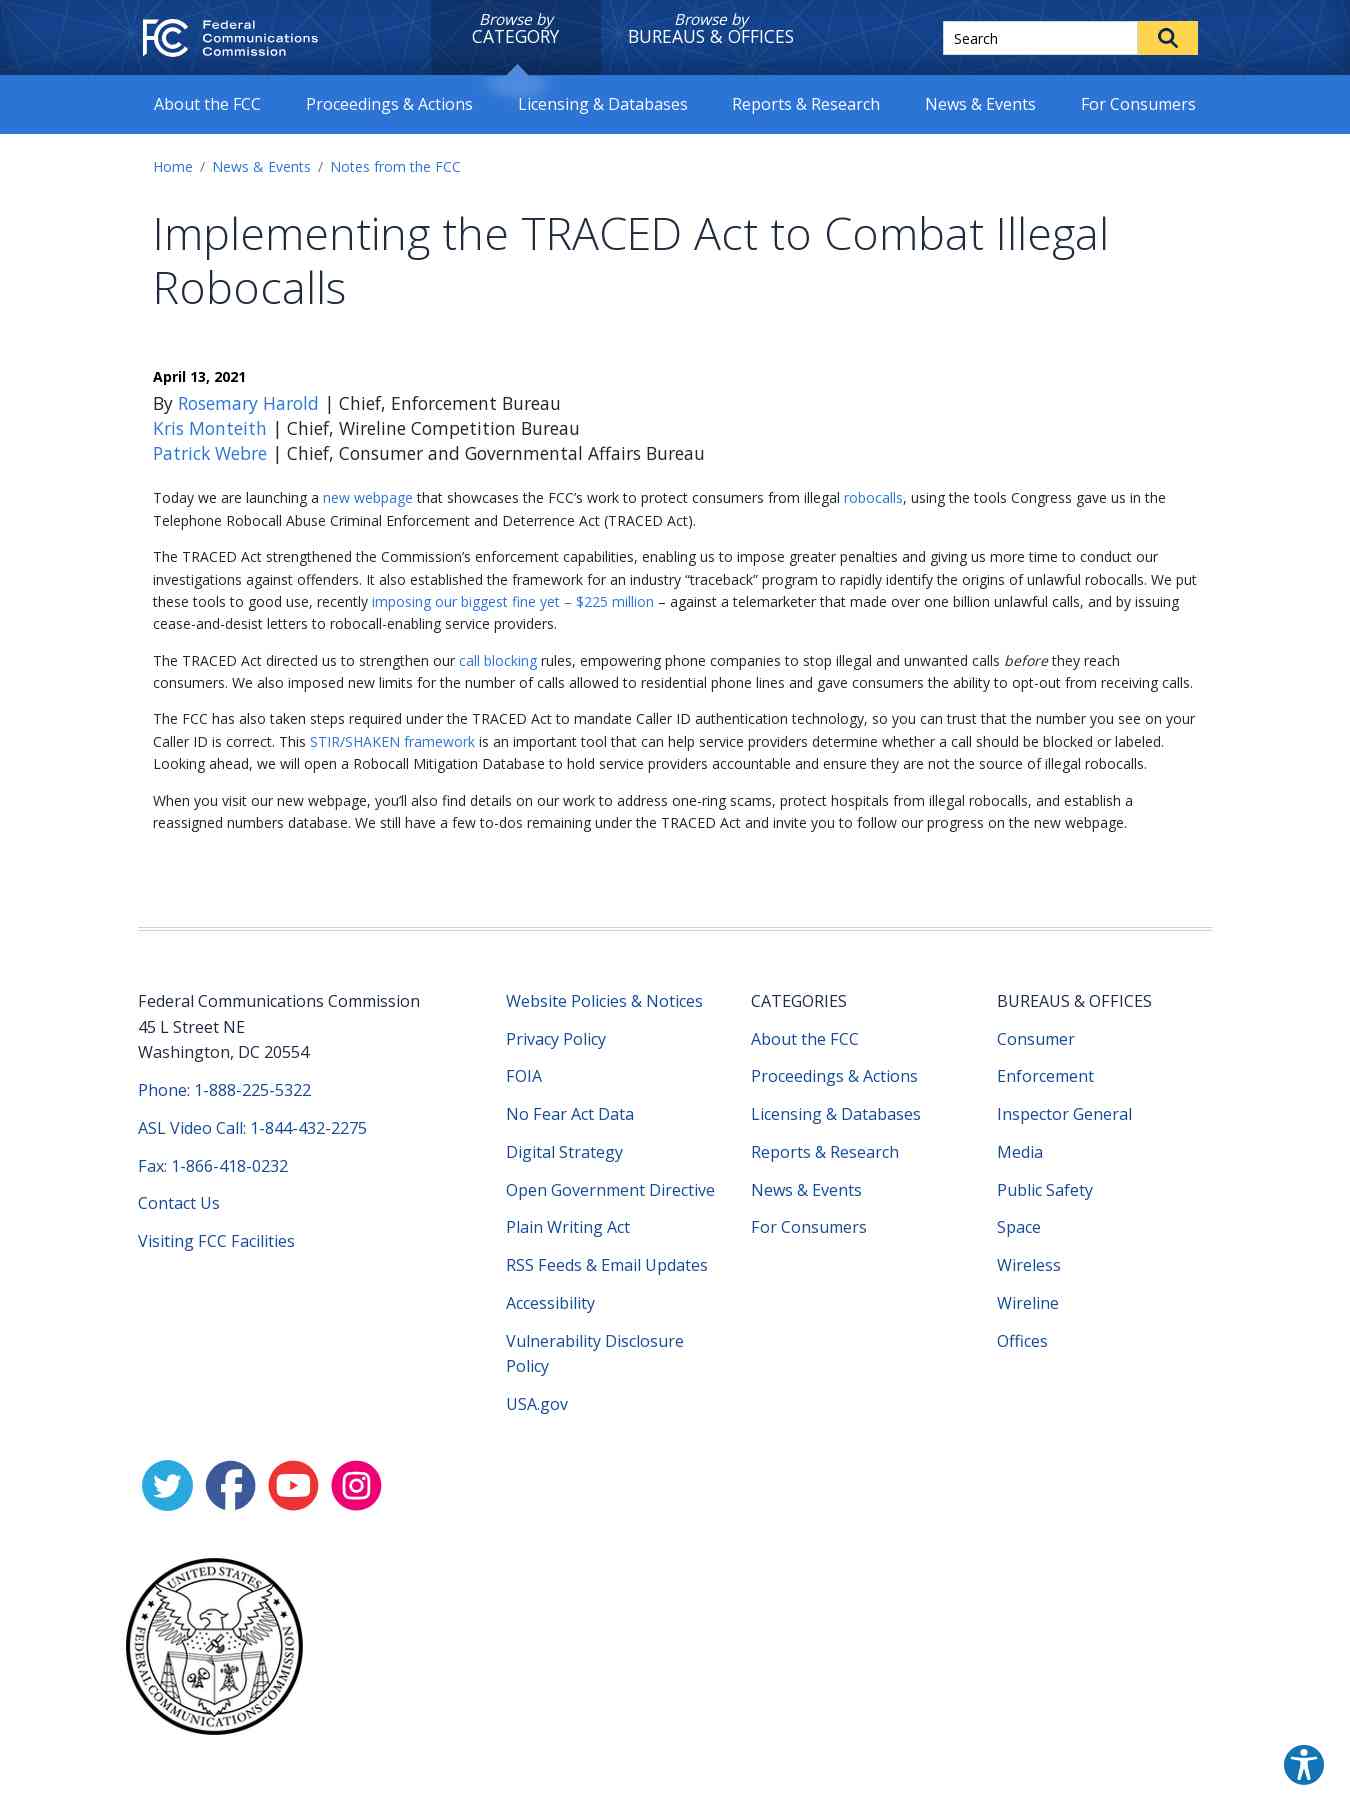 Federal
Communications
Commission
Browse by
CATEGORY
Browse by
BUREAUS & OFFICES
Search
About the FCC
Proceedings & Actions
Licensing & Databases
Reports & Research
News & Events
For Consumers
Home / News & Events / Notes from the FCC
Implementing the TRACED Act to Combat Illegal
Robocalls
April 13, 2021
By Rosemary Harold | Chief, Enforcement Bureau
Kris Monteith | Chief, Wireline Competition Bureau
Patrick Webre | Chief, Consumer and Governmental Affairs Bureau
Today we are launching a new webpage that showcases the FCC’s work to protect consumers from illegal robocalls, using the tools Congress gave us in the
Telephone Robocall Abuse Criminal Enforcement and Deterrence Act (TRACED Act).
The TRACED Act strengthened the Commission’s enforcement capabilities, enabling us to impose greater penalties and giving us more time to conduct our
investigations against offenders. It also established the framework for an industry “traceback” program to rapidly identify the origins of unlawful robocalls. We put
these tools to good use, recently imposing our biggest fine yet – $225 million – against a telemarketer that made over one billion unlawful calls, and by issuing
cease-and-desist letters to robocall-enabling service providers.
The TRACED Act directed us to strengthen our call blocking rules, empowering phone companies to stop illegal and unwanted calls before they reach
consumers. We also imposed new limits for the number of calls allowed to residential phone lines and gave consumers the ability to opt-out from receiving calls.
The FCC has also taken steps required under the TRACED Act to mandate Caller ID authentication technology, so you can trust that the number you see on your
Caller ID is correct. This STIR/SHAKEN framework is an important tool that can help service providers determine whether a call should be blocked or labeled.
Looking ahead, we will open a Robocall Mitigation Database to hold service providers accountable and ensure they are not the source of illegal robocalls.
When you visit our new webpage, you’ll also find details on our work to address one-ring scams, protect hospitals from illegal robocalls, and establish a
reassigned numbers database. We still have a few to-dos remaining under the TRACED Act and invite you to follow our progress on the new webpage.
Federal Communications Commission
45 L Street NE
Washington, DC 20554
Phone: 1-888-225-5322
ASL Video Call: 1-844-432-2275
Fax: 1-866-418-0232
Contact Us
Visiting FCC Facilities
Website Policies & Notices
Privacy Policy
FOIA
No Fear Act Data
Digital Strategy
Open Government Directive
Plain Writing Act
RSS Feeds & Email Updates
Accessibility
Vulnerability Disclosure
Policy
USA.gov
CATEGORIES
About the FCC
Proceedings & Actions
Licensing & Databases
Reports & Research
News & Events
For Consumers
BUREAUS & OFFICES
Consumer
Enforcement
Inspector General
Media
Public Safety
Space
Wireless
Wireline
Offices
UNITED STATES
FEDERAL COMMUNICATIONS COMMISSION